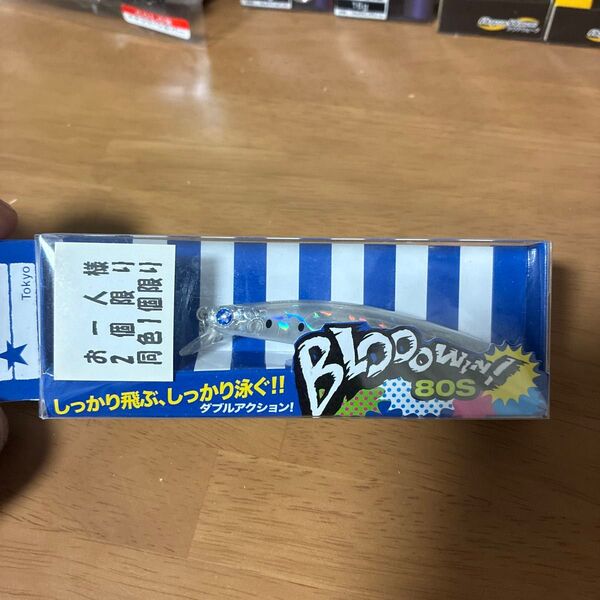 Tokyo
お一人様
2個限り
同色1個限り
BLOOOWIN!
80S
しっかり飛ぶ、しっかり泳ぐ!!
ダブルアクション!